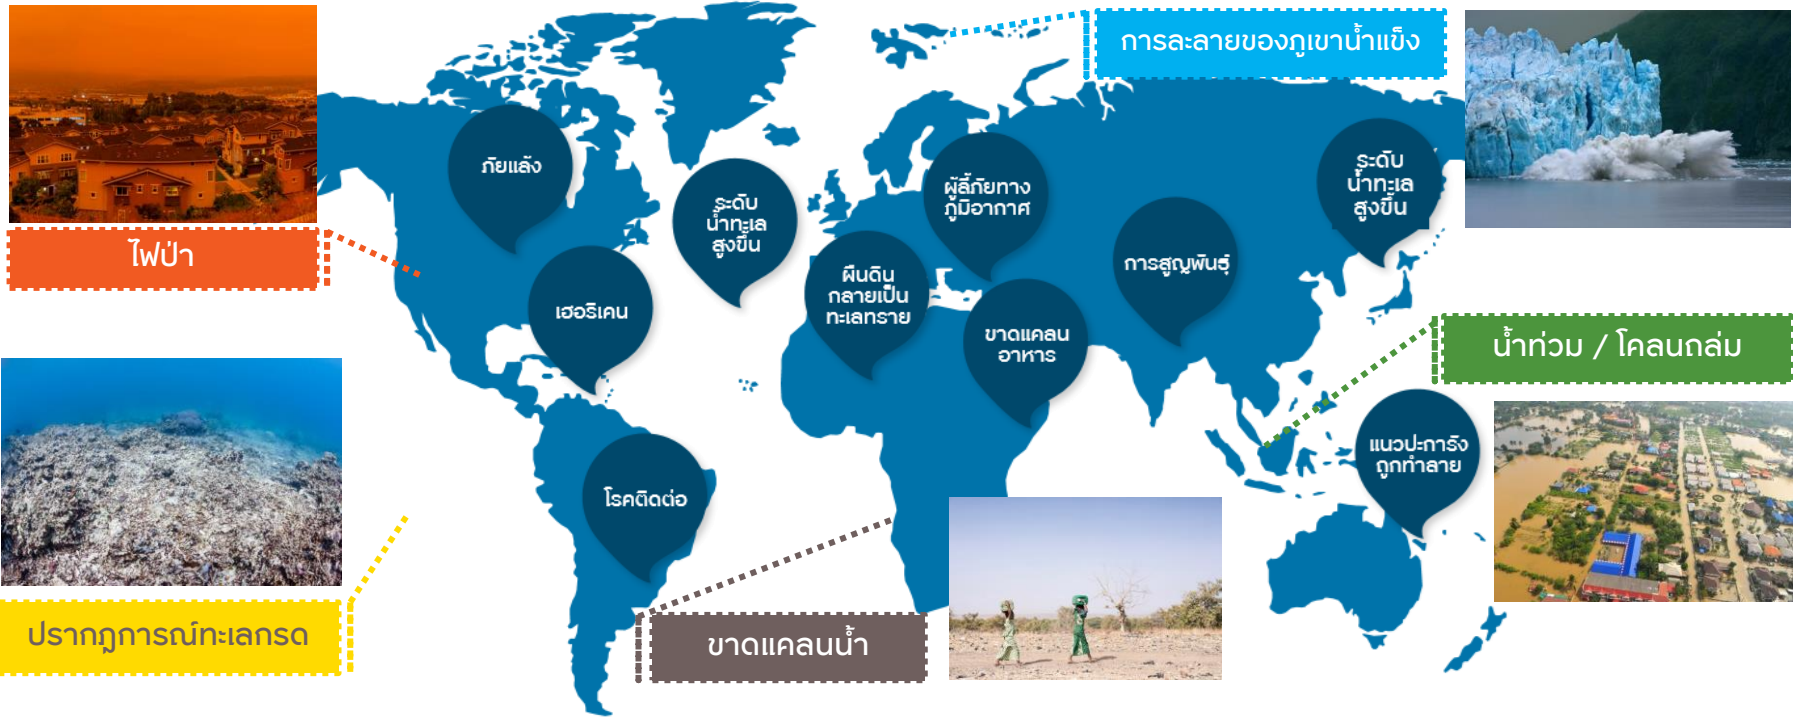 การละลายของภูเขาน้ำแข็ง
ภัยแล้ง
ระดับ
น้ำทะเล
สูงขึ้น
ผู้ลี้ภัยทาง
ภูมิอากาศ
ระดับ
น้ำทะเล
สูงขึ้น
ไฟป่า
การสูญพันธุ์
ผืนดิน
กลายเป็น
ทะเลทราย
เฮอริเคน
ขาดแคลน
อาหาร
น้ำท่วม / โคลนถล่ม
แนวปะการัง
ถูกทำลาย
โรคติดต่อ
ปรากฏการณ์ทะเลกรด
ขาดแคลนน้ำ